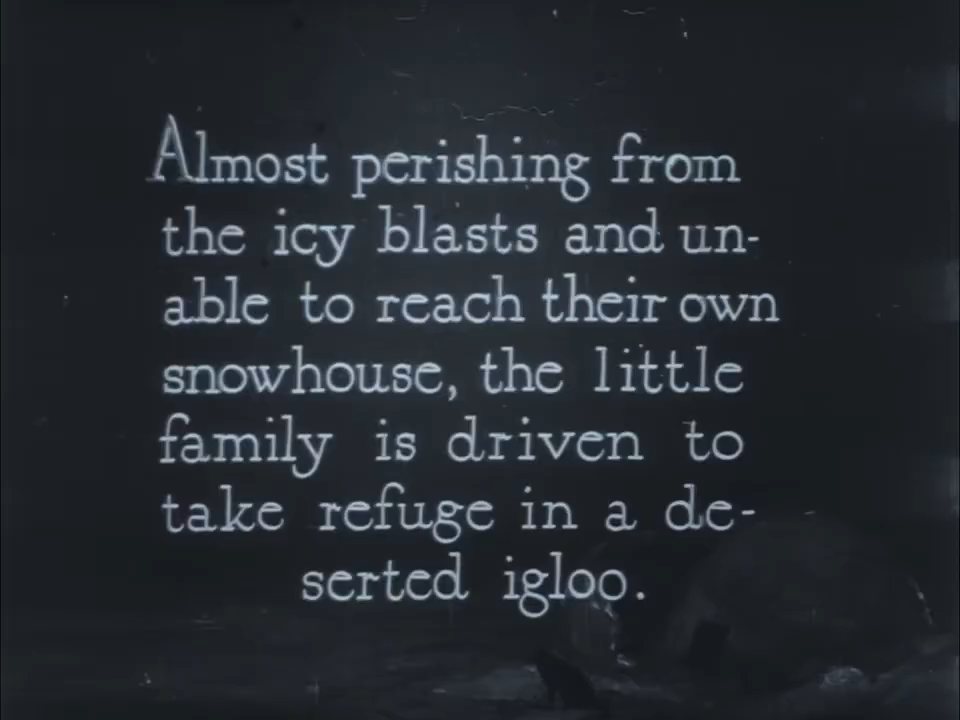 Almost perishing from
the icy blasts and un-
able to reach their own
snowhouse, the little
family is driven to
take refuge in a de-
serted igloo.